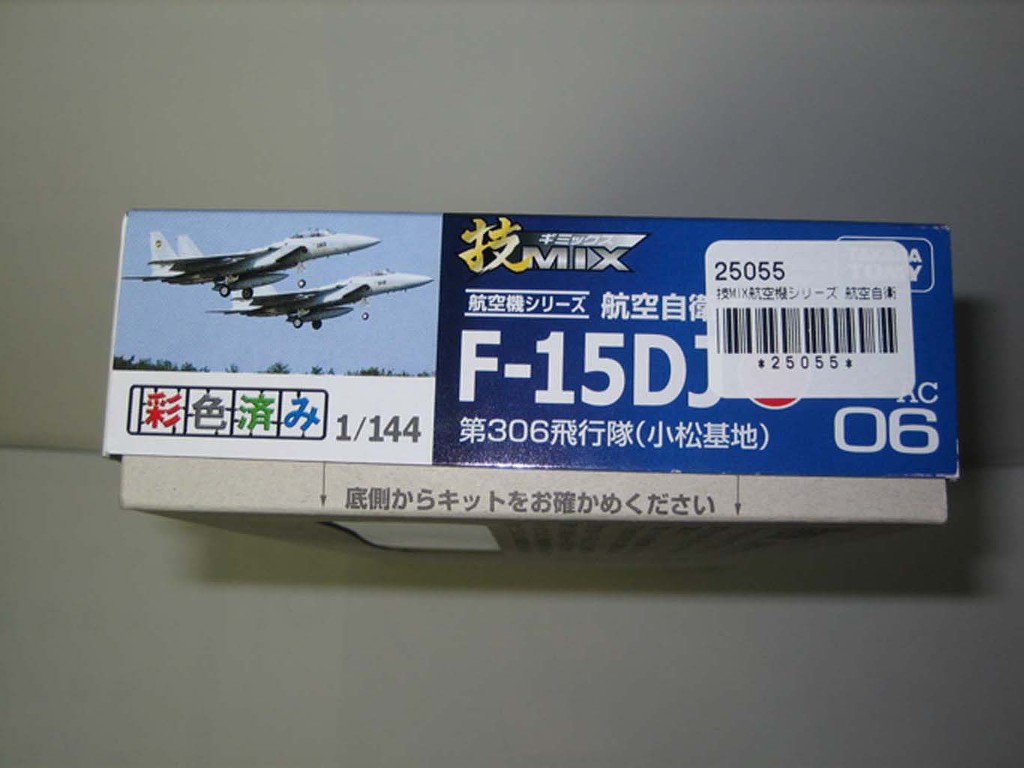 技MIX
ギミックス
航空機シリーズ 航空自衛
F-15DJ
第306飛行隊(小松基地)
彩色済み
1/144
25055
技MIX航空機シリーズ 航空自衛
*25055*
TOMY
AC
06
底側からキットをお確かめください